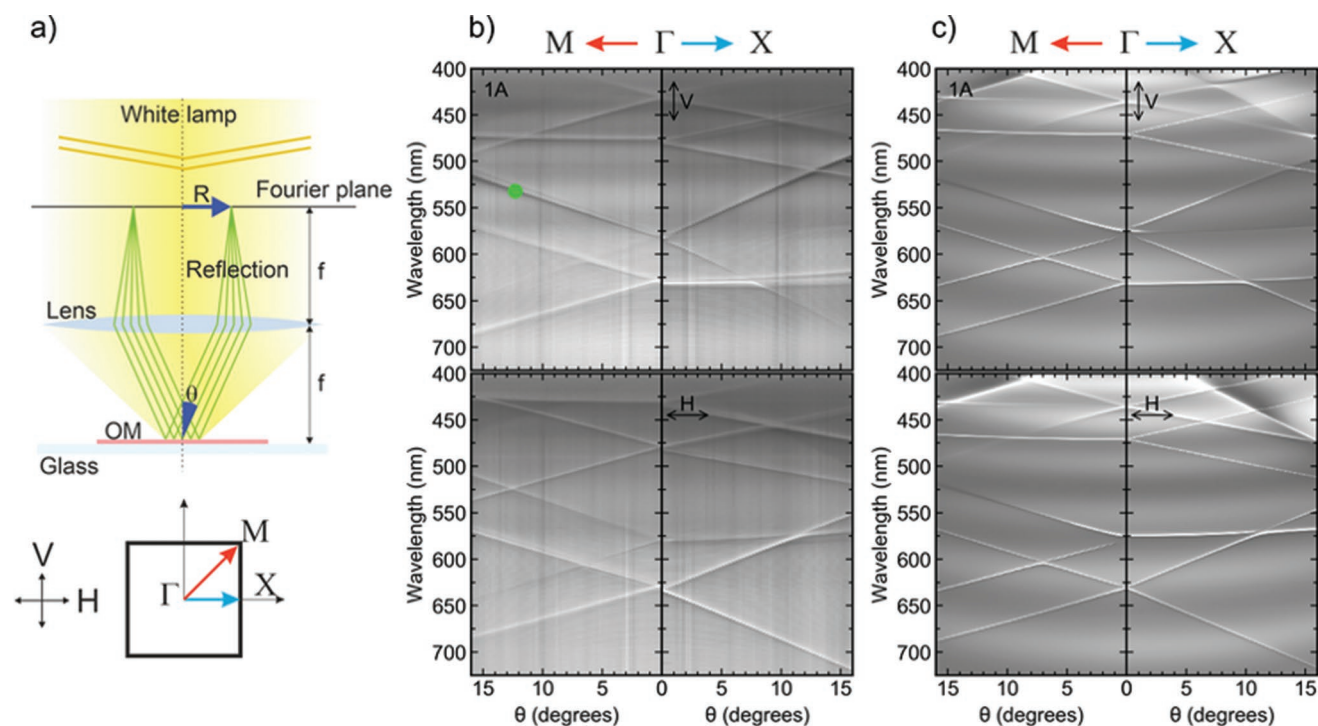 a)
White lamp
R
Fourier plane
f
Reflection
Lens
f
θ
OM
Glass
V
H
Γ
M
X
b)
M Γ X
1A
V
400
450
500
550
600
650
700
Wavelength (nm)
H
400
450
500
550
600
650
700
Wavelength (nm)
15 10 5 0 5 10 15
θ (degrees) θ (degrees)
c)
M Γ X
1A
V
400
450
500
550
600
650
700
Wavelength (nm)
H
400
450
500
550
600
650
700
Wavelength (nm)
15 10 5 0 5 10 15
θ (degrees) θ (degrees)